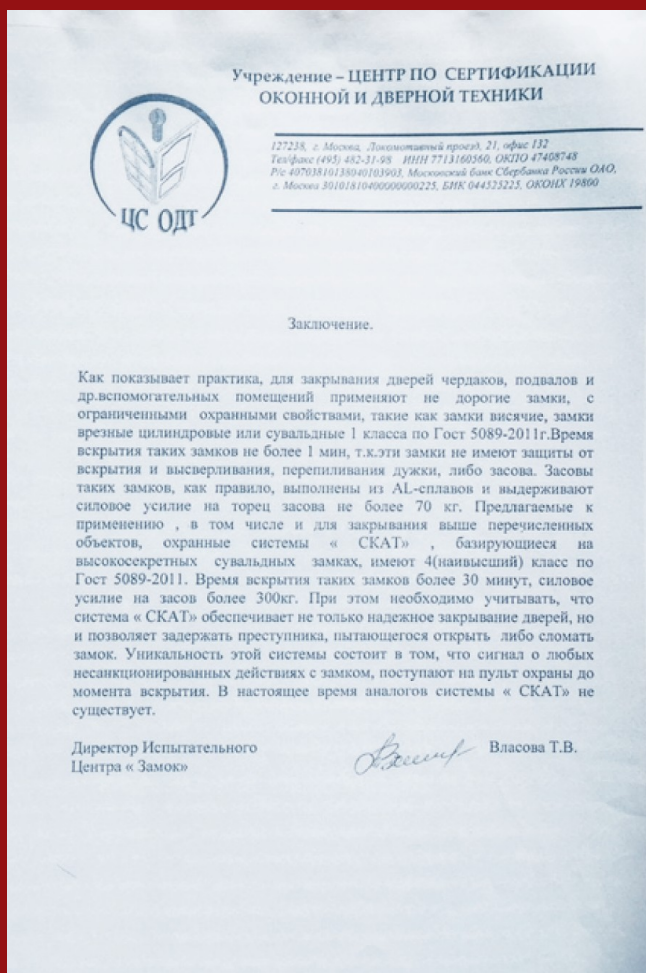 Учреждение – ЦЕНТР ПО СЕРТИФИКАЦИИ
ОКОННОЙ И ДВЕРНОЙ ТЕХНИКИ
127238, г. Москва, Локомотивный проезд, 21, офис 132
Тел/факс (495) 482-31-98 ИНН 7713160560, ОКПО 47408748
Р/с 40703810138040103903, Московский банк Сбербанка России ОАО,
г. Москва 30101810400000000225, БИК 044525225, ОКОНХ 19800
ЦС ОДТ
Заключение.
Как показывает практика, для закрывания дверей чердаков, подвалов и
др.вспомогательных помещений применяют не дорогие замки, с
ограниченными охранными свойствами, такие как замки висячие, замки
врезные цилиндровые или сувальдные 1 класса по Гост 5089-2011г.Время
вскрытия таких замков не более 1 мин, т.к.эти замки не имеют защиты от
вскрытия и высверливания, перепиливания дужки, либо засова. Засовы
таких замков, как правило, выполнены из AL-сплавов и выдерживают
силовое усилие на торец засова не более 70 кг. Предлагаемые к
применению , в том числе и для закрывания выше перечисленных
объектов, охранные системы « СКАТ» , базирующиеся на
высокосекретных сувальдных замках, имеют 4(наивысший) класс по
Гост 5089-2011. Время вскрытия таких замков более 30 минут, силовое
усилие на засов более 300кг. При этом необходимо учитывать, что
система « СКАТ» обеспечивает не только надежное закрывание дверей, но
и позволяет задержать преступника, пытающегося открыть либо сломать
замок. Уникальность этой системы состоит в том, что сигнал о любых
несанкционированных действиях с замком, поступают на пульт охраны до
момента вскрытия. В настоящее время аналогов системы « СКАТ» не
существует.
Директор Испытательного Власова Т.В.
Центра « Замок»